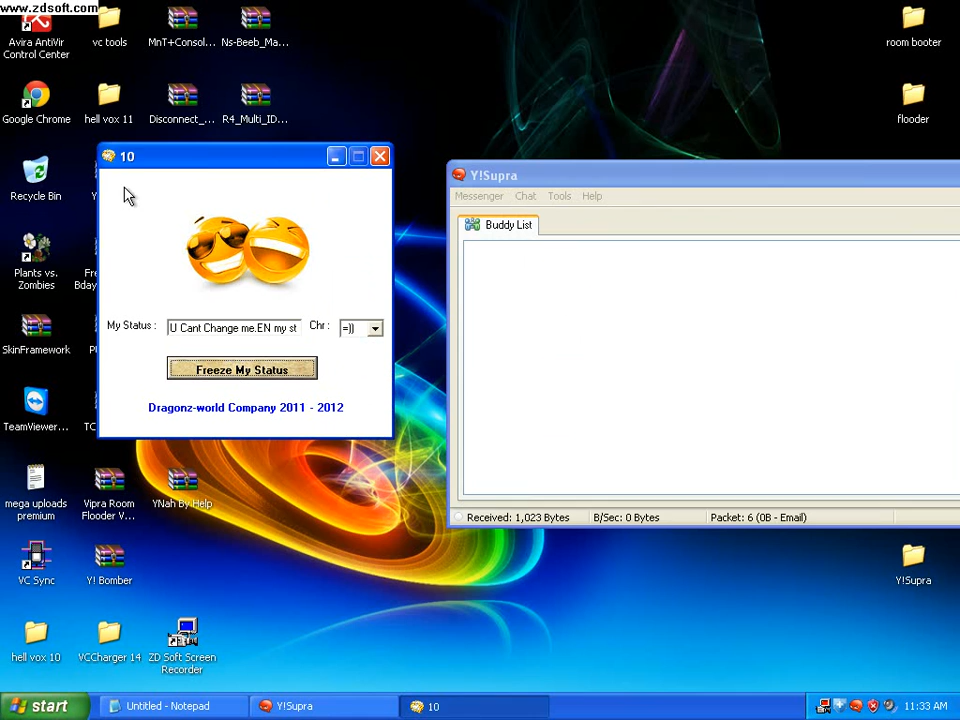 www.zdsoft.com
Avira AntiVir
Control Center
vc tools
MnT+Consol...
Ns-Beeb_Ma...
room booter
Google Chrome
hell vox 11
Disconnect_...
R4_Multi_ID...
flooder
10
Y!Supra
Messenger
Chat
Tools
Help
Recycle Bin
Buddy List
Plants vs.
Zombies
My Status :
U Cant Change me.EN my st
Chr :
=))
SkinFramework
Freeze My Status
Dragonz-world Company 2011 - 2012
TeamViewer...
TC
mega uploads
premium
Vipra Room
Flooder V...
YNah By Help
Received: 1,023 Bytes
B/Sec: 0 Bytes
Packet: 6 (0B - Email)
VC Sync
Y! Bomber
Y!Supra
hell vox 10
VCCharger 14
ZD Soft Screen
Recorder
start
Untitled - Notepad
Y!Supra
10
11:33 AM